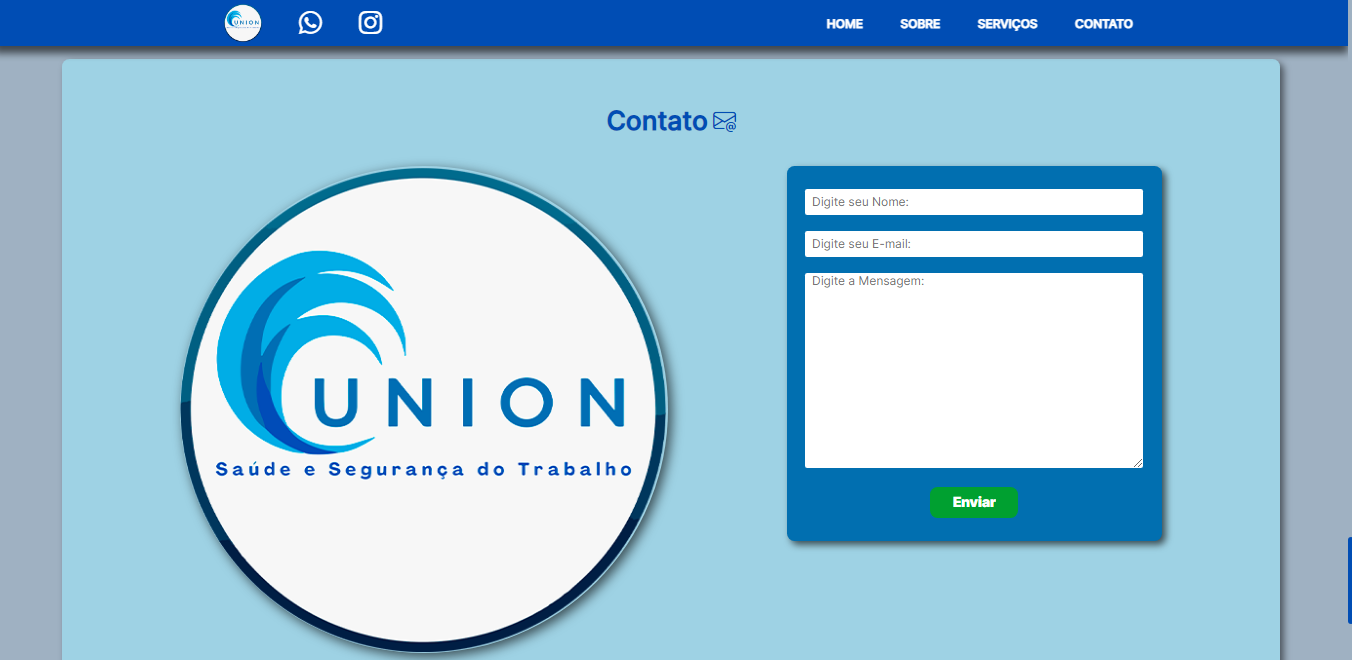 UNION
HOME SOBRE SERVIÇOS CONTATO
Contato
UNION
Saúde e Segurança do Trabalho
Digite seu Nome:
Digite seu E-mail:
Digite a Mensagem:
Enviar